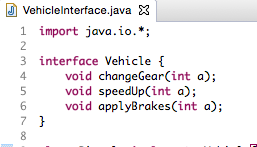 VehicleInterface.java
1 import java.io.*;
2
3 interface Vehicle {
4 void changeGear(int a);
5 void speedUp(int a);
6 void applyBrakes(int a);
7 }
8